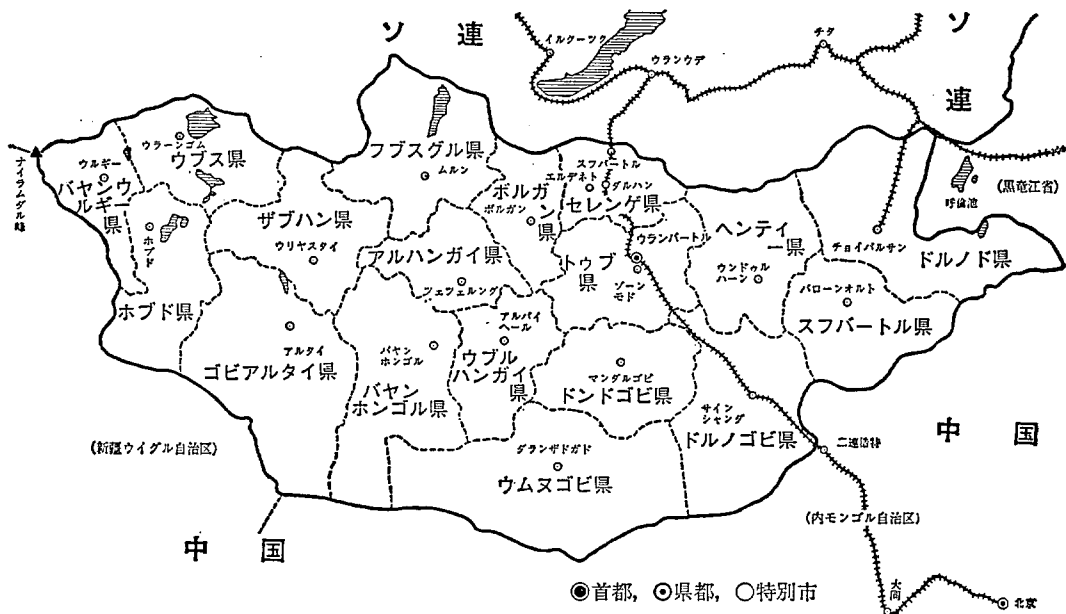 ソ連
イルクーツク
チタ
ソ連
ウランウデ
ナイラムダル峰
ウルギー
バヤンウ
ルギー
県
ウラーンゴム
ウブス県
フブスグル県
ムルン
ボルガ
ン県
ボルガン
スフバートル
エルデネト
ダルハン
セレンゲ県
(黒竜江省)
呼倫池
ホブド
ホブド県
ザブハン県
ウリヤスタイ
アルハンガイ県
ツェツェルング
ウランバートル
トゥブ
県
ゾーン
モド
ヘンティ
ー県
ウンドゥル
ハーン
チョイバルサン
ドルノド県
バローンオルト
スフバートル県
アルタイ
ゴビアルタイ県
バヤン
ホンゴル
バヤン
ホンゴル県
アルバイ
ヘール
ウブル
ハンガイ
県
マンダルゴビ
ドンドゴビ県
サイン
シャンダ
ドルノゴビ県
二連浩特
中国
(新疆ウイグル自治区)
ダランザドガド
ウムヌゴビ県
(内モンゴル自治区)
中国
大同
北京
◉首都, ⊙県都, ○特別市